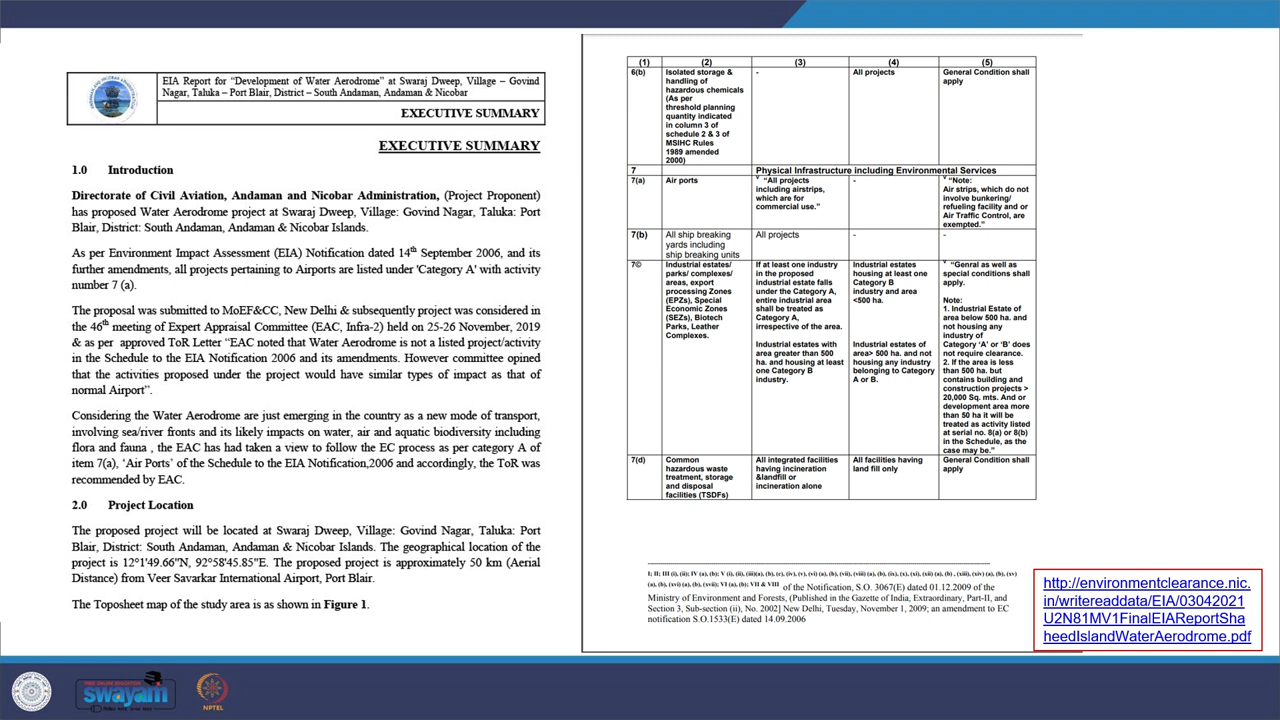 EIA Report for “Development of Water Aerodrome” at Swaraj Dweep, Village – Govind
Nagar, Taluka – Port Blair, District – South Andaman, Andaman & Nicobar
EXECUTIVE SUMMARY
EXECUTIVE SUMMARY
1.0 Introduction
Directorate of Civil Aviation, Andaman and Nicobar Administration, (Project Proponent)
has proposed Water Aerodrome project at Swaraj Dweep, Village: Govind Nagar, Taluka: Port
Blair, District: South Andaman, Andaman & Nicobar Islands.
As per Environment Impact Assessment (EIA) Notification dated 14th September 2006, and its
further amendments, all projects pertaining to Airports are listed under 'Category A' with activity
number 7 (a).
The proposal was submitted to MoEF&CC, New Delhi & subsequently project was considered in
the 46th meeting of Expert Appraisal Committee (EAC, Infra-2) held on 25-26 November, 2019
& as per approved ToR Letter “EAC noted that Water Aerodrome is not a listed project/activity
in the Schedule to the EIA Notification 2006 and its amendments. However committee opined
that the activities proposed under the project would have similar types of impact as that of
normal Airport”.
Considering the Water Aerodrome are just emerging in the country as a new mode of transport,
involving sea/river fronts and its likely impacts on water, air and aquatic biodiversity including
flora and fauna , the EAC has had taken a view to follow the EC process as per category A of
item 7(a), ‘Air Ports’ of the Schedule to the EIA Notification,2006 and accordingly, the ToR was
recommended by EAC.
2.0 Project Location
The proposed project will be located at Swaraj Dweep, Village: Govind Nagar, Taluka: Port
Blair, District: South Andaman, Andaman & Nicobar Islands. The geographical location of the
project is 12°1'49.66"N, 92°58'45.85"E. The proposed project is approximately 50 km (Aerial
Distance) from Veer Savarkar International Airport, Port Blair.
The Toposheet map of the study area is as shown in Figure 1.
(1) (2) (3) (4) (5)
6(b) Isolated storage & - All projects General Condition shall
handling of apply
hazardous chemicals
(As per
threshold planning
quantity indicated
in column 3 of
schedule 2 & 3 of
MSIHC Rules
1989 amended
2000)
7 Physical Infrastructure including Environmental Services
7(a) Air ports v “All projects - v “Note:
including airstrips, Air strips, which do not
which are for involve bunkering/
commercial use.” refueling facility and or
Air Traffic Control, are
exempted.”
7(b) All ship breaking All projects - -
yards including
ship breaking units
7© Industrial estates/ If at least one industry Industrial estates v “Genral as well as
parks/ complexes/ in the proposed housing at least one special conditions shall
areas, export industrial estate falls Category B apply.
processing Zones under the Category A, industry and area
(EPZs), Special entire industrial area <500 ha. Note:
Economic Zones shall be treated as 1. Industrial Estate of
(SEZs), Biotech Category A, area below 500 ha. and
Parks, Leather irrespective of the area. not housing any
Complexes. industry of
Industrial estates with Industrial estates of Category ‘A’ or ‘B’ does
area greater than 500 area> 500 ha. and not not require clearance.
ha. and housing at least housing any industry 2. If the area is less
one Category B belonging to Category than 500 ha. but
industry. A or B. contains building and
construction projects >
20,000 Sq. mts. And or
development area more
than 50 ha it will be
treated as activity listed
at serial no. 8(a) or 8(b)
in the Schedule, as the
case may be.”
7(d) Common All integrated facilities All facilities having General Condition shall
hazardous waste having incineration land fill only apply
treatment, storage &landfill or
and disposal incineration alone
facilities (TSDFs)
of the Notification, S.O. 3067(E) dated 01.12.2009 of the
Ministry of Environment and Forests, (Published in the Gazette of India, Extraordinary, Part-II, and
Section 3, Sub-section (ii), No. 2002] New Delhi, Tuesday, November 1, 2009; an amendment to EC
notification S.O.1533(E) dated 14.09.2006
http://environmentclearance.nic.
in/writereaddata/EIA/03042021
U2N81MV1FinalEIAReportSha
heedIslandWaterAerodrome.pdf
swayam
NPTEL